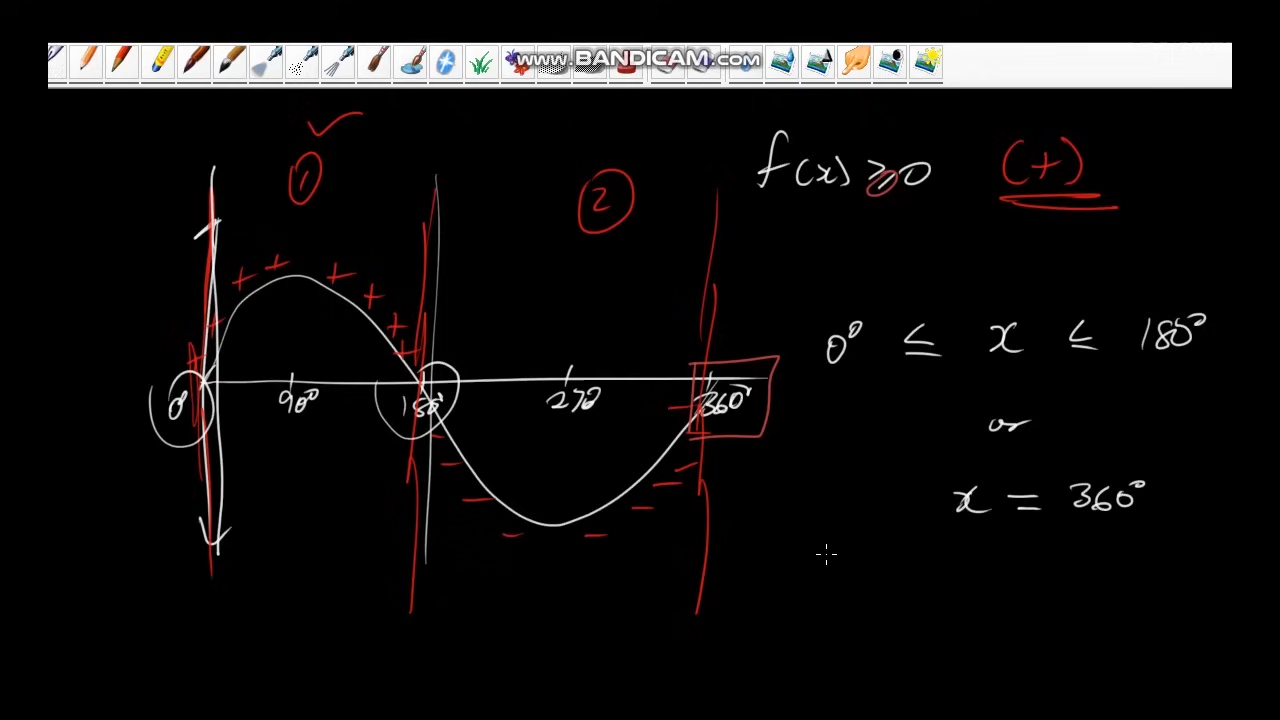 www.BANDICAM.com
f(x) ≥ 0 (+)
1 2
+ + + + + + + +
0° 90° 180° 270 360°
− − − − − − − − −
0° ≤ x ≤ 180°
or
x = 360°